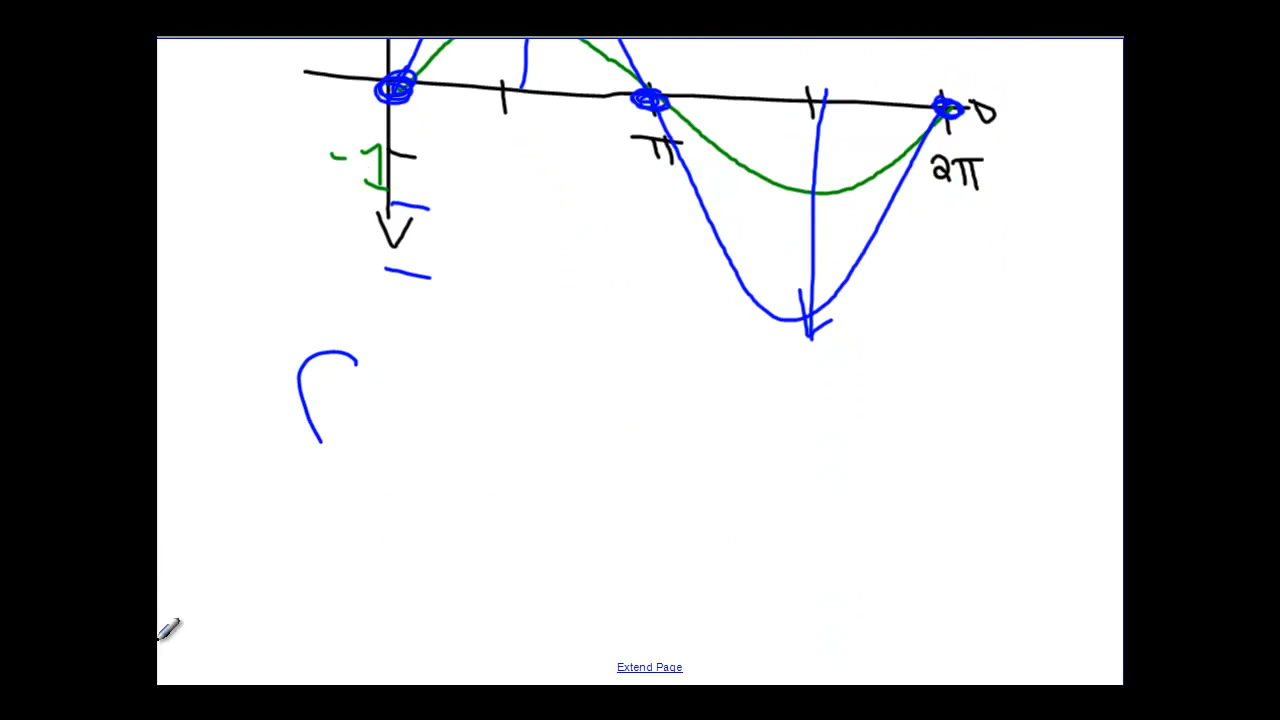 -1
π
2π
Extend Page